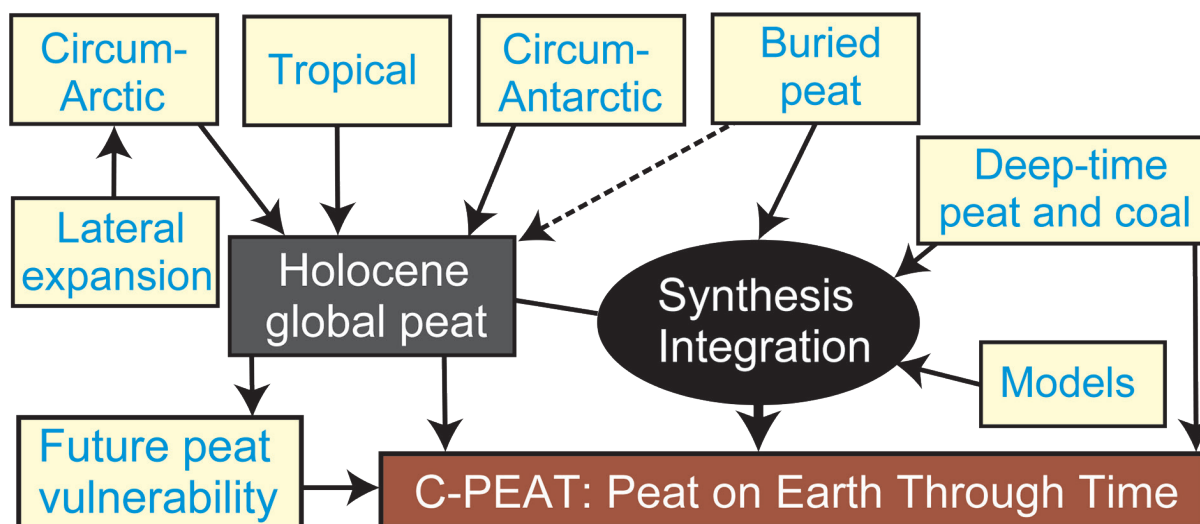 Circum-
Arctic
Tropical
Circum-
Antarctic
Buried
peat
Deep-time
peat and coal
Lateral
expansion
Holocene
global peat
Synthesis
Integration
Models
Future peat
vulnerability
C-PEAT: Peat on Earth Through Time